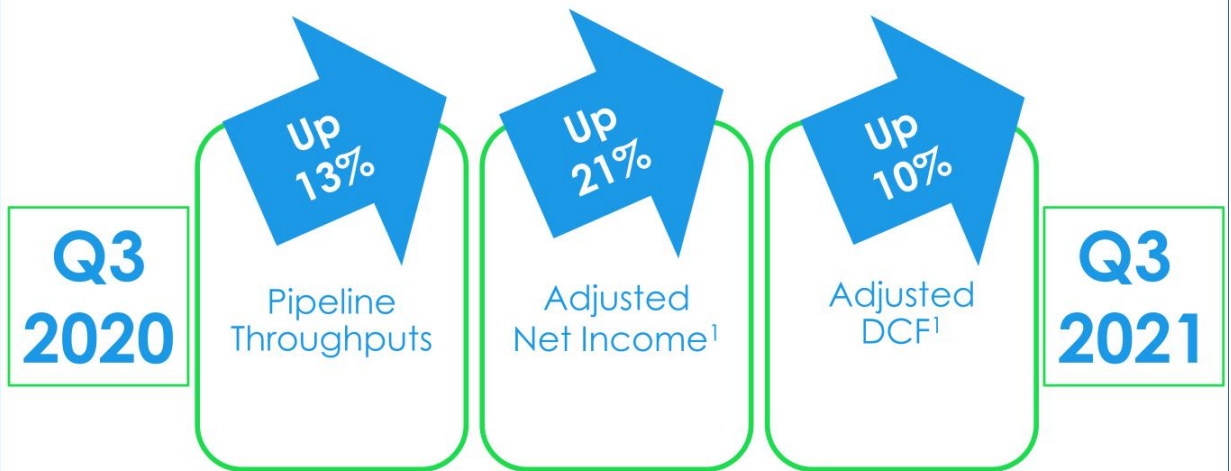 Q3
2020
Up
13%
Pipeline
Throughputs
Up
21%
Adjusted
Net Income¹
Up
10%
Adjusted
DCF¹
Q3
2021